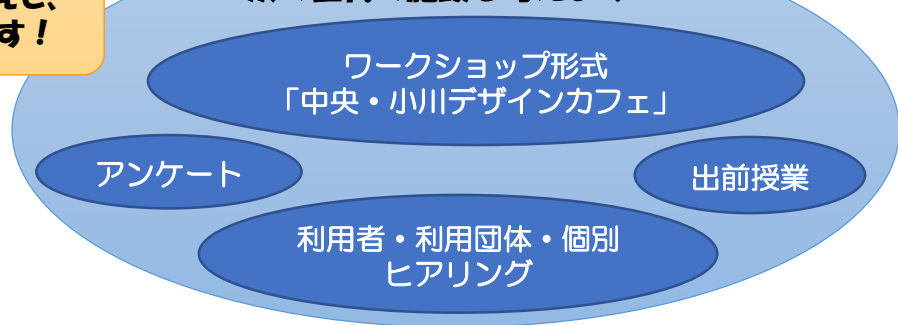 す！
ワークショップ形式
「中央・小川デザインカフェ」
アンケート
出前授業
利用者・利用団体・個別
ヒアリング